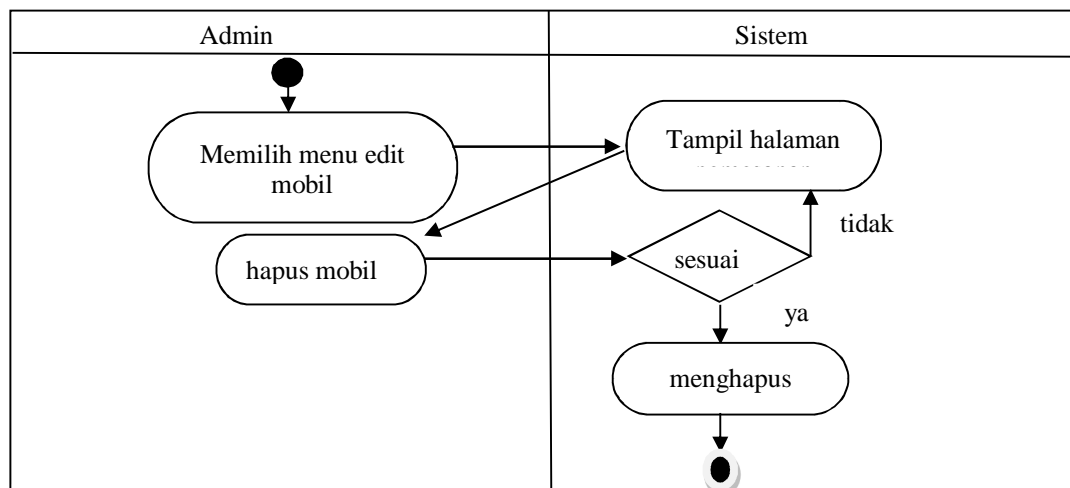 Admin
Sistem
Memilih menu edit
mobil
Tampil halaman
tidak
hapus mobil
sesuai
ya
menghapus